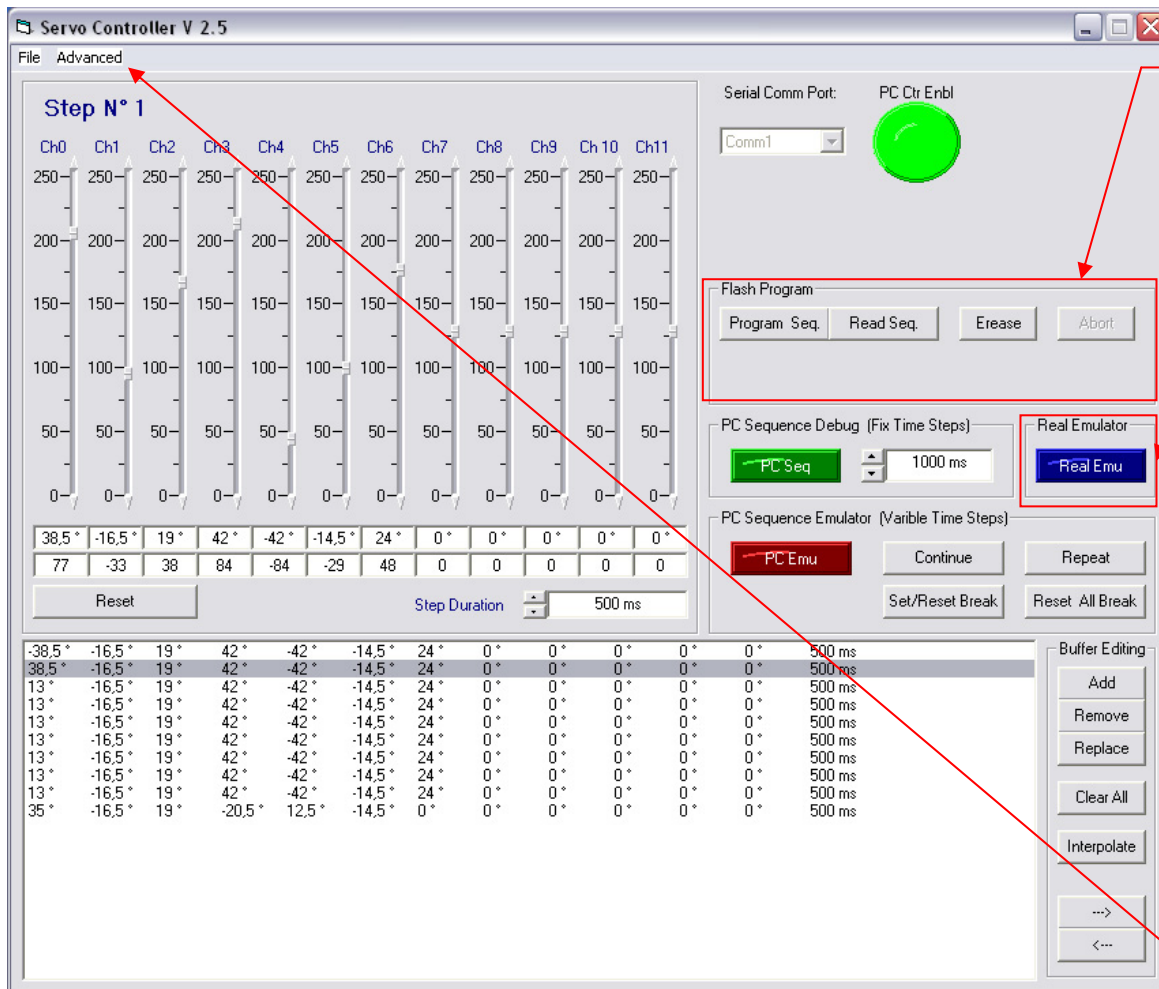 Servo Controller V 2.5
File Advanced
Step N° 1
Ch0 Ch1 Ch2 Ch3 Ch4 Ch5 Ch6 Ch7 Ch8 Ch9 Ch 10 Ch11
250 250 250 250 250 250 250 250 250 250 250 250
200 200 200 200 200 200 200 200 200 200 200 200
150 150 150 150 150 150 150 150 150 150 150 150
100 100 100 100 100 100 100 100 100 100 100 100
50 50 50 50 50 50 50 50 50 50 50 50
0 0 0 0 0 0 0 0 0 0 0 0
38,5 ° -16,5 ° 19 ° 42 ° -42 ° -14,5 ° 24 ° 0 ° 0 ° 0 ° 0 ° 0 °
77 -33 38 84 -84 -29 48 0 0 0 0 0
Reset
Step Duration 500 ms
Serial Comm Port: PC Ctr Enbl
Comm1
Flash Program
Program Seq. Read Seq. Erease Abort
PC Sequence Debug (Fix Time Steps)
PC Seq 1000 ms
Real Emulator
Real Emu
PC Sequence Emulator (Varible Time Steps)
PC Emu Continue Repeat
Set/Reset Break Reset All Break
-38,5 ° -16,5 ° 19 ° 42 ° -42 ° -14,5 ° 24 ° 0 ° 0 ° 0 ° 0 ° 0 ° 500 ms
38,5 ° -16,5 ° 19 ° 42 ° -42 ° -14,5 ° 24 ° 0 ° 0 ° 0 ° 0 ° 0 ° 500 ms
13 ° -16,5 ° 19 ° 42 ° -42 ° -14,5 ° 24 ° 0 ° 0 ° 0 ° 0 ° 0 ° 500 ms
13 ° -16,5 ° 19 ° 42 ° -42 ° -14,5 ° 24 ° 0 ° 0 ° 0 ° 0 ° 0 ° 500 ms
13 ° -16,5 ° 19 ° 42 ° -42 ° -14,5 ° 24 ° 0 ° 0 ° 0 ° 0 ° 0 ° 500 ms
13 ° -16,5 ° 19 ° 42 ° -42 ° -14,5 ° 24 ° 0 ° 0 ° 0 ° 0 ° 0 ° 500 ms
13 ° -16,5 ° 19 ° 42 ° -42 ° -14,5 ° 24 ° 0 ° 0 ° 0 ° 0 ° 0 ° 500 ms
13 ° -16,5 ° 19 ° 42 ° -42 ° -14,5 ° 24 ° 0 ° 0 ° 0 ° 0 ° 0 ° 500 ms
13 ° -16,5 ° 19 ° 42 ° -42 ° -14,5 ° 24 ° 0 ° 0 ° 0 ° 0 ° 0 ° 500 ms
35 ° -16,5 ° 19 ° -20,5 ° 12,5 ° -14,5 ° 0 ° 0 ° 0 ° 0 ° 0 ° 0 ° 500 ms
Buffer Editing
Add
Remove
Replace
Clear All
Interpolate
--->
<---